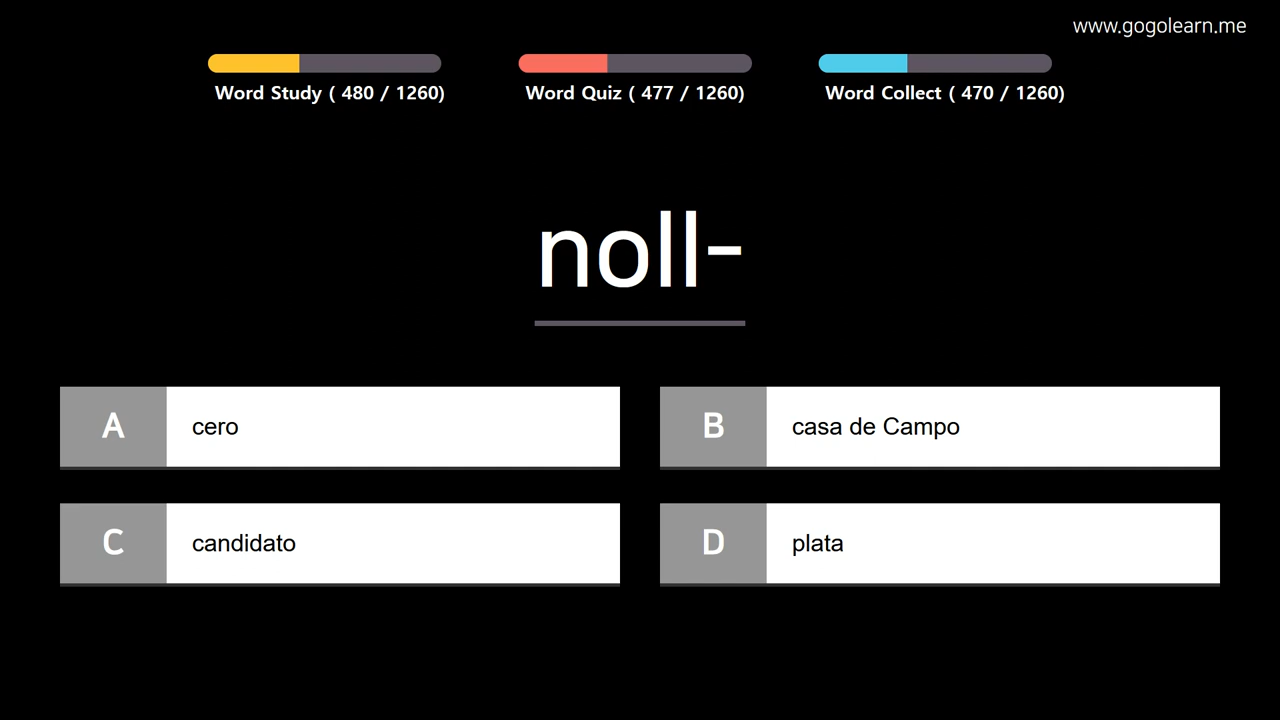 www.gogolearn.me
Word Study ( 480 / 1260)
Word Quiz ( 477 / 1260)
Word Collect ( 470 / 1260)
noll-
A cero
B casa de Campo
C candidato
D plata